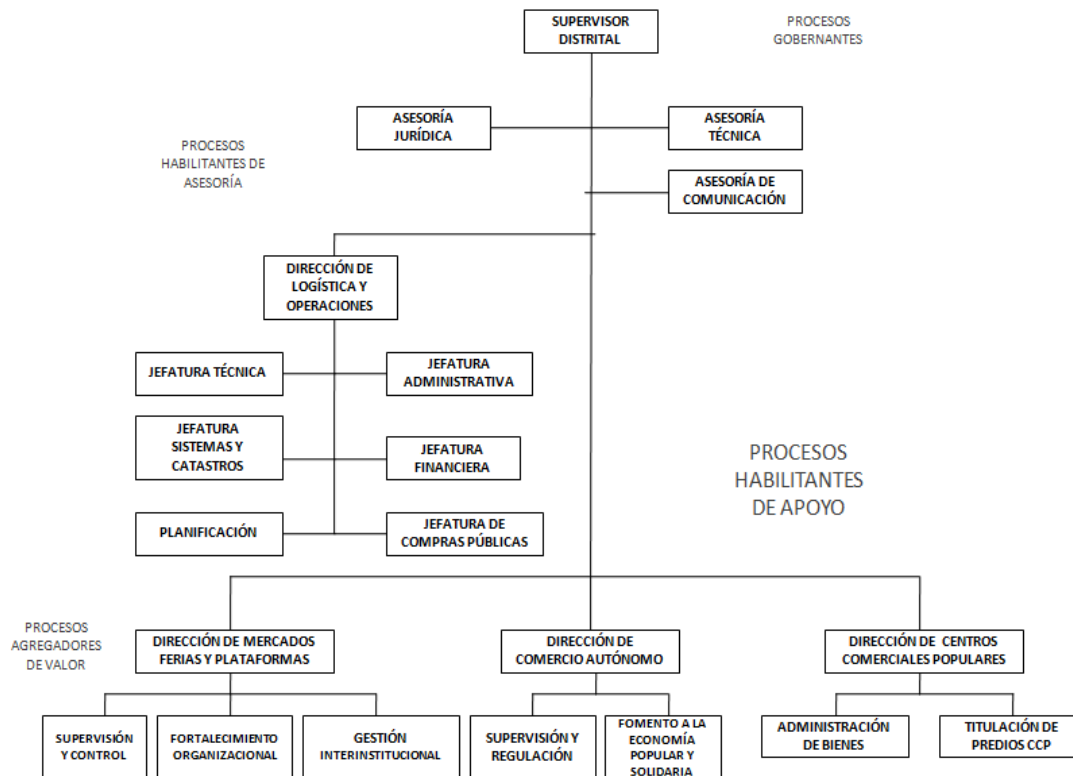 SUPERVISOR
DISTRITAL
PROCESOS
GOBERNANTES
ASESORÍA
JURÍDICA
ASESORÍA
TÉCNICA
PROCESOS
HABILITANTES DE
ASESORÍA
ASESORÍA DE
COMUNICACIÓN
DIRECCIÓN DE
LOGÍSTICA Y
OPERACIONES
JEFATURA TÉCNICA
JEFATURA
ADMINISTRATIVA
JEFATURA
SISTEMAS Y
CATASTROS
JEFATURA
FINANCIERA
PROCESOS
HABILITANTES
DE APOYO
PLANIFICACIÓN
JEFATURA DE
COMPRAS PÚBLICAS
PROCESOS
AGREGADORES
DE VALOR
DIRECCIÓN DE MERCADOS
FERIAS Y PLATAFORMAS
DIRECCIÓN DE
COMERCIO AUTÓNOMO
DIRECCIÓN DE CENTROS
COMERCIALES POPULARES
SUPERVISIÓN
Y CONTROL
FORTALECIMIENTO
ORGANIZACIONAL
GESTIÓN
INTERINSTITUCIONAL
SUPERVISIÓN Y
REGULACIÓN
FOMENTO A LA
ECONOMÍA
POPULAR Y
SOLIDARIA
ADMINISTRACIÓN
DE BIENES
TITULACIÓN DE
PREDIOS CCP